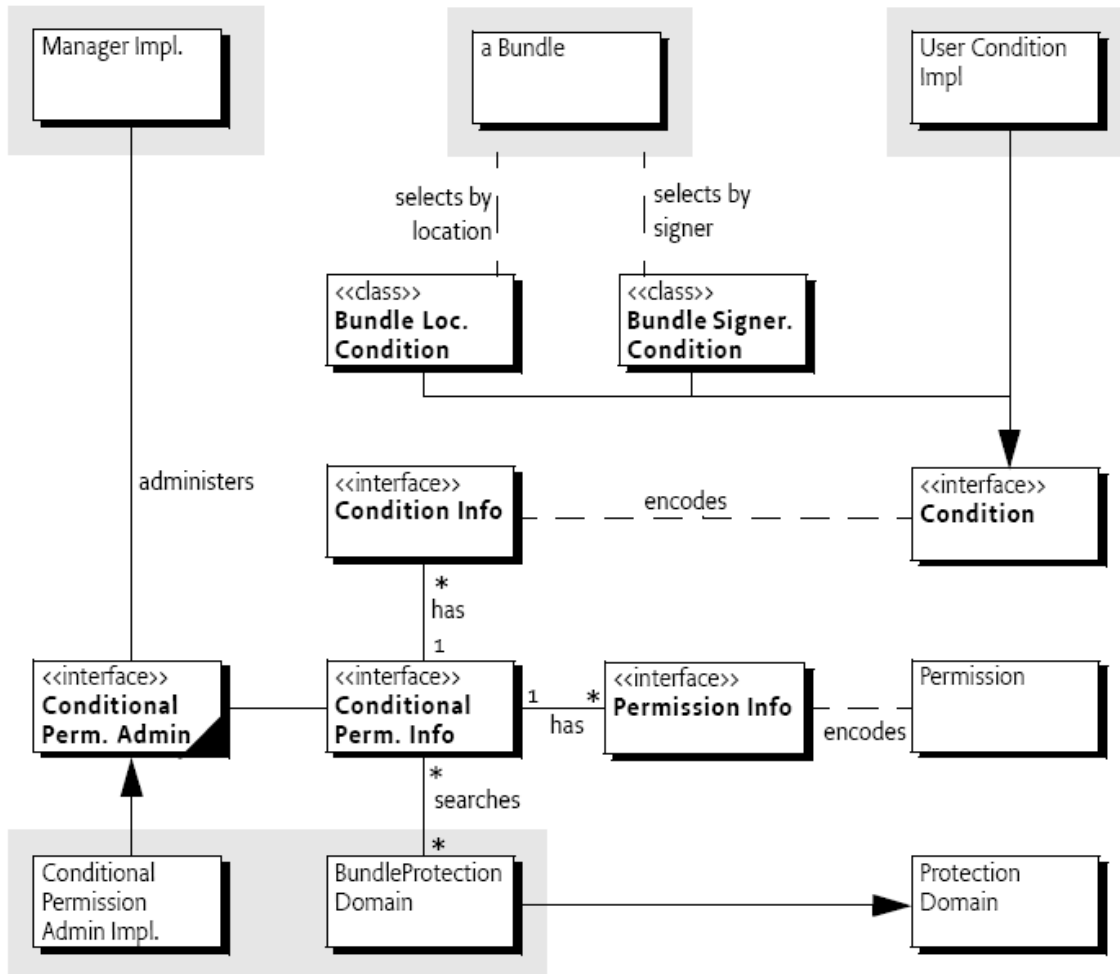 Manager Impl.
a Bundle
User Condition
Impl
selects by
location
selects by
signer
<<class>>
Bundle Loc.
Condition
<<class>>
Bundle Signer.
Condition
administers
<<interface>>
Condition Info
encodes
<<interface>>
Condition
*
has
1
<<interface>>
Conditional
Perm. Admin
<<interface>>
Conditional
Perm. Info
1
*
has
<<interface>>
Permission Info
encodes
Permission
*
searches
*
Conditional
Permission
Admin Impl.
BundleProtection
Domain
Protection
Domain